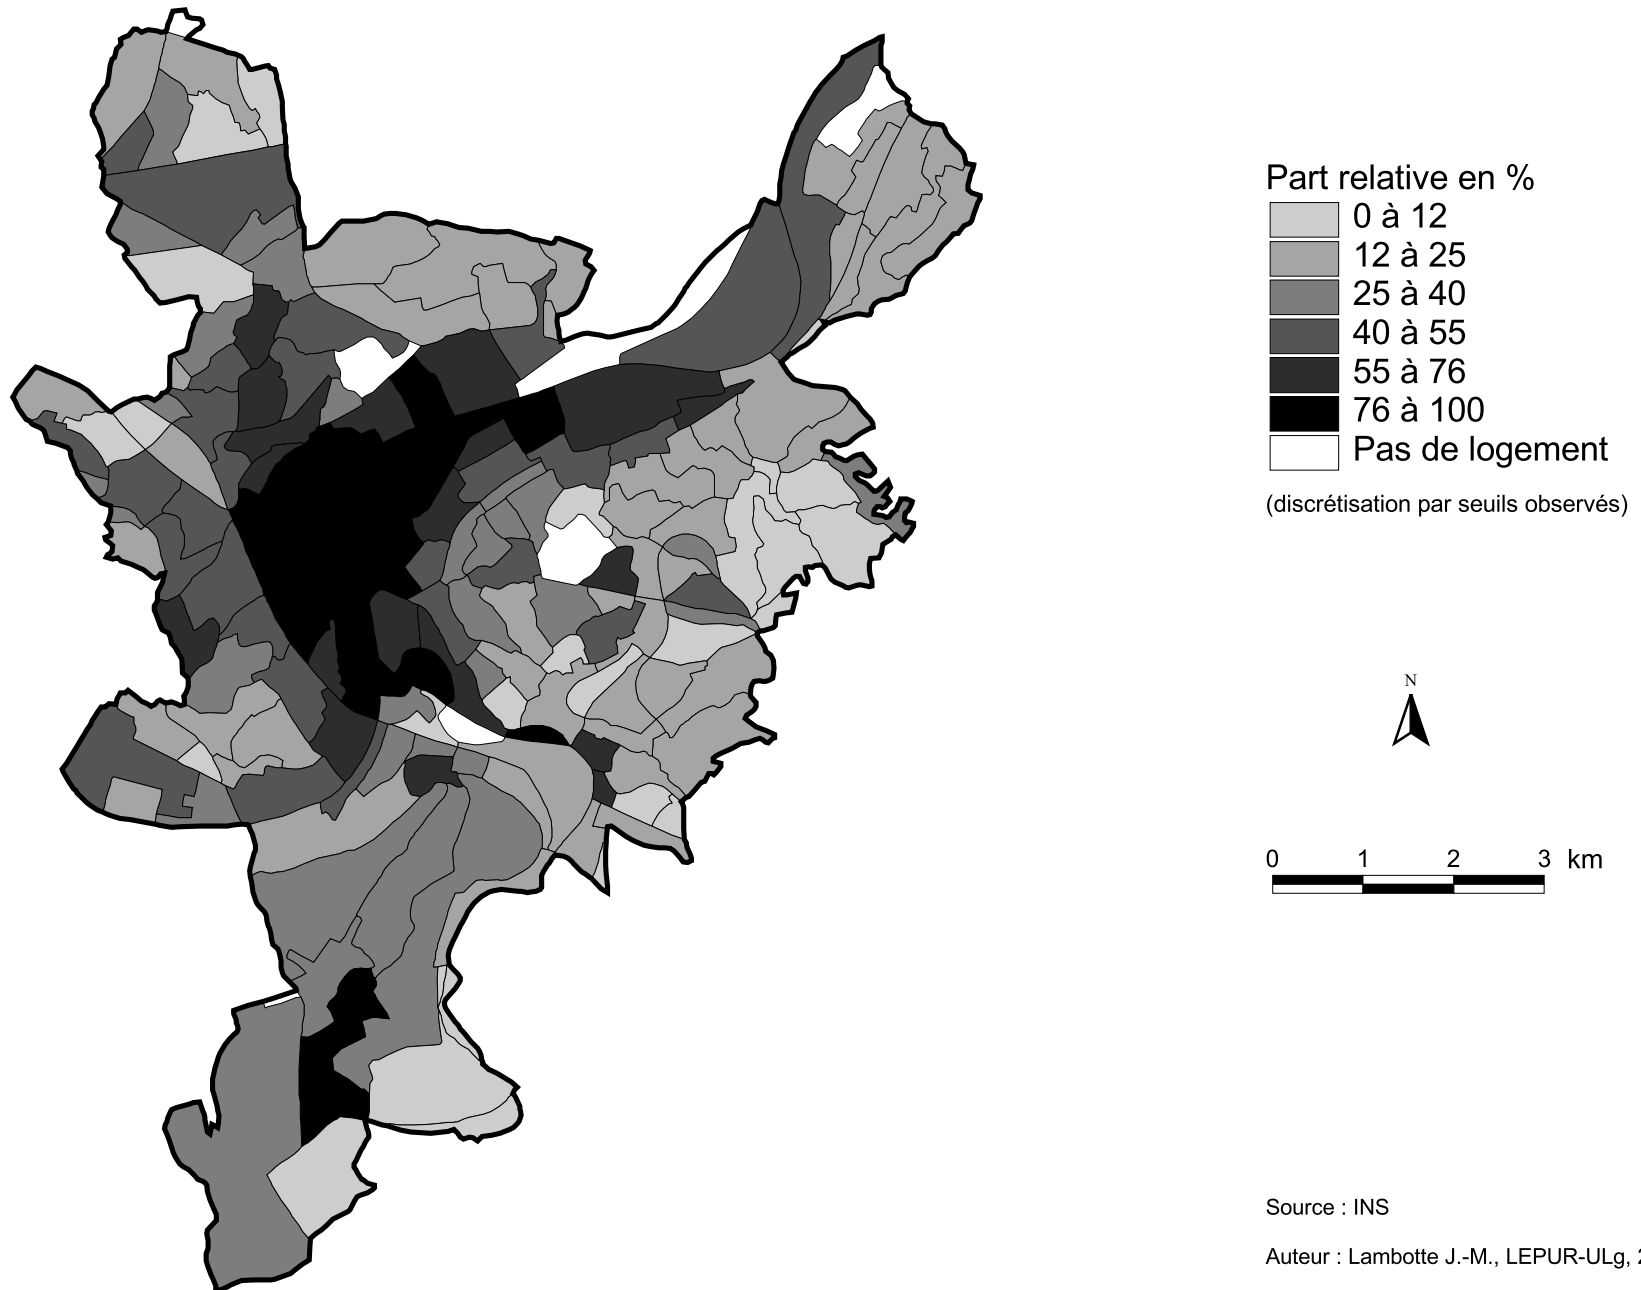 Part relative en %
0 à 12
12 à 25
25 à 40
40 à 55
55 à 76
76 à 100
Pas de logement
(discrétisation par seuils observés)
N
0 1 2 3 km
Source : INS
Auteur : Lambotte J.-M., LEPUR-ULg,